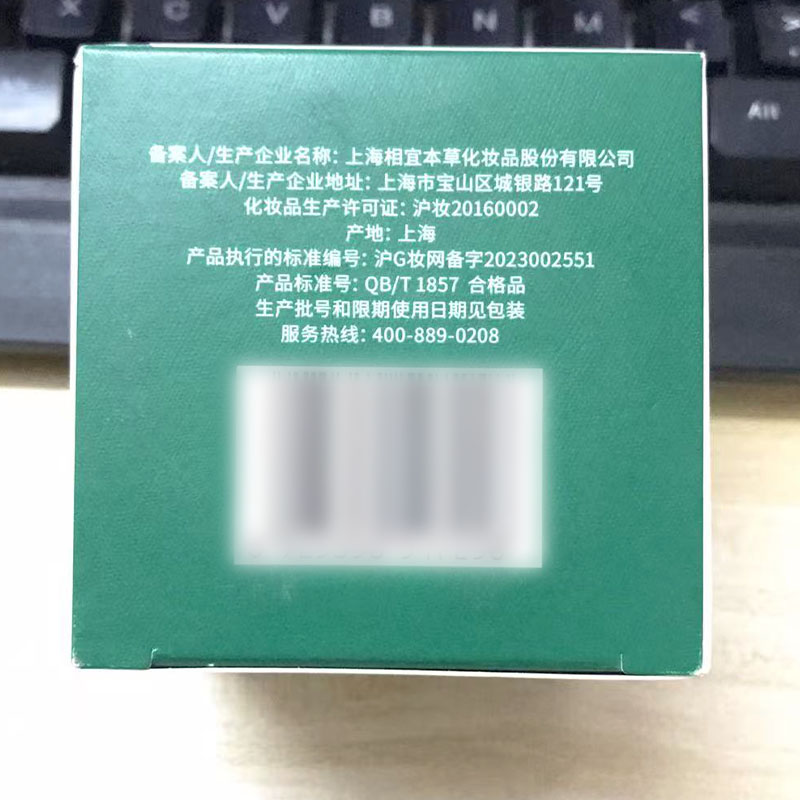 X C V B N M <
Alt
备案人/生产企业名称: 上海相宜本草化妆品股份有限公司
备案人/生产企业地址: 上海市宝山区城银路121号
化妆品生产许可证: 沪妆20160002
产地: 上海
产品执行的标准编号: 沪G妆网备字2023002551
产品标准号: QB/T 1857 合格品
生产批号和限期使用日期见包装
服务热线: 400-889-0208